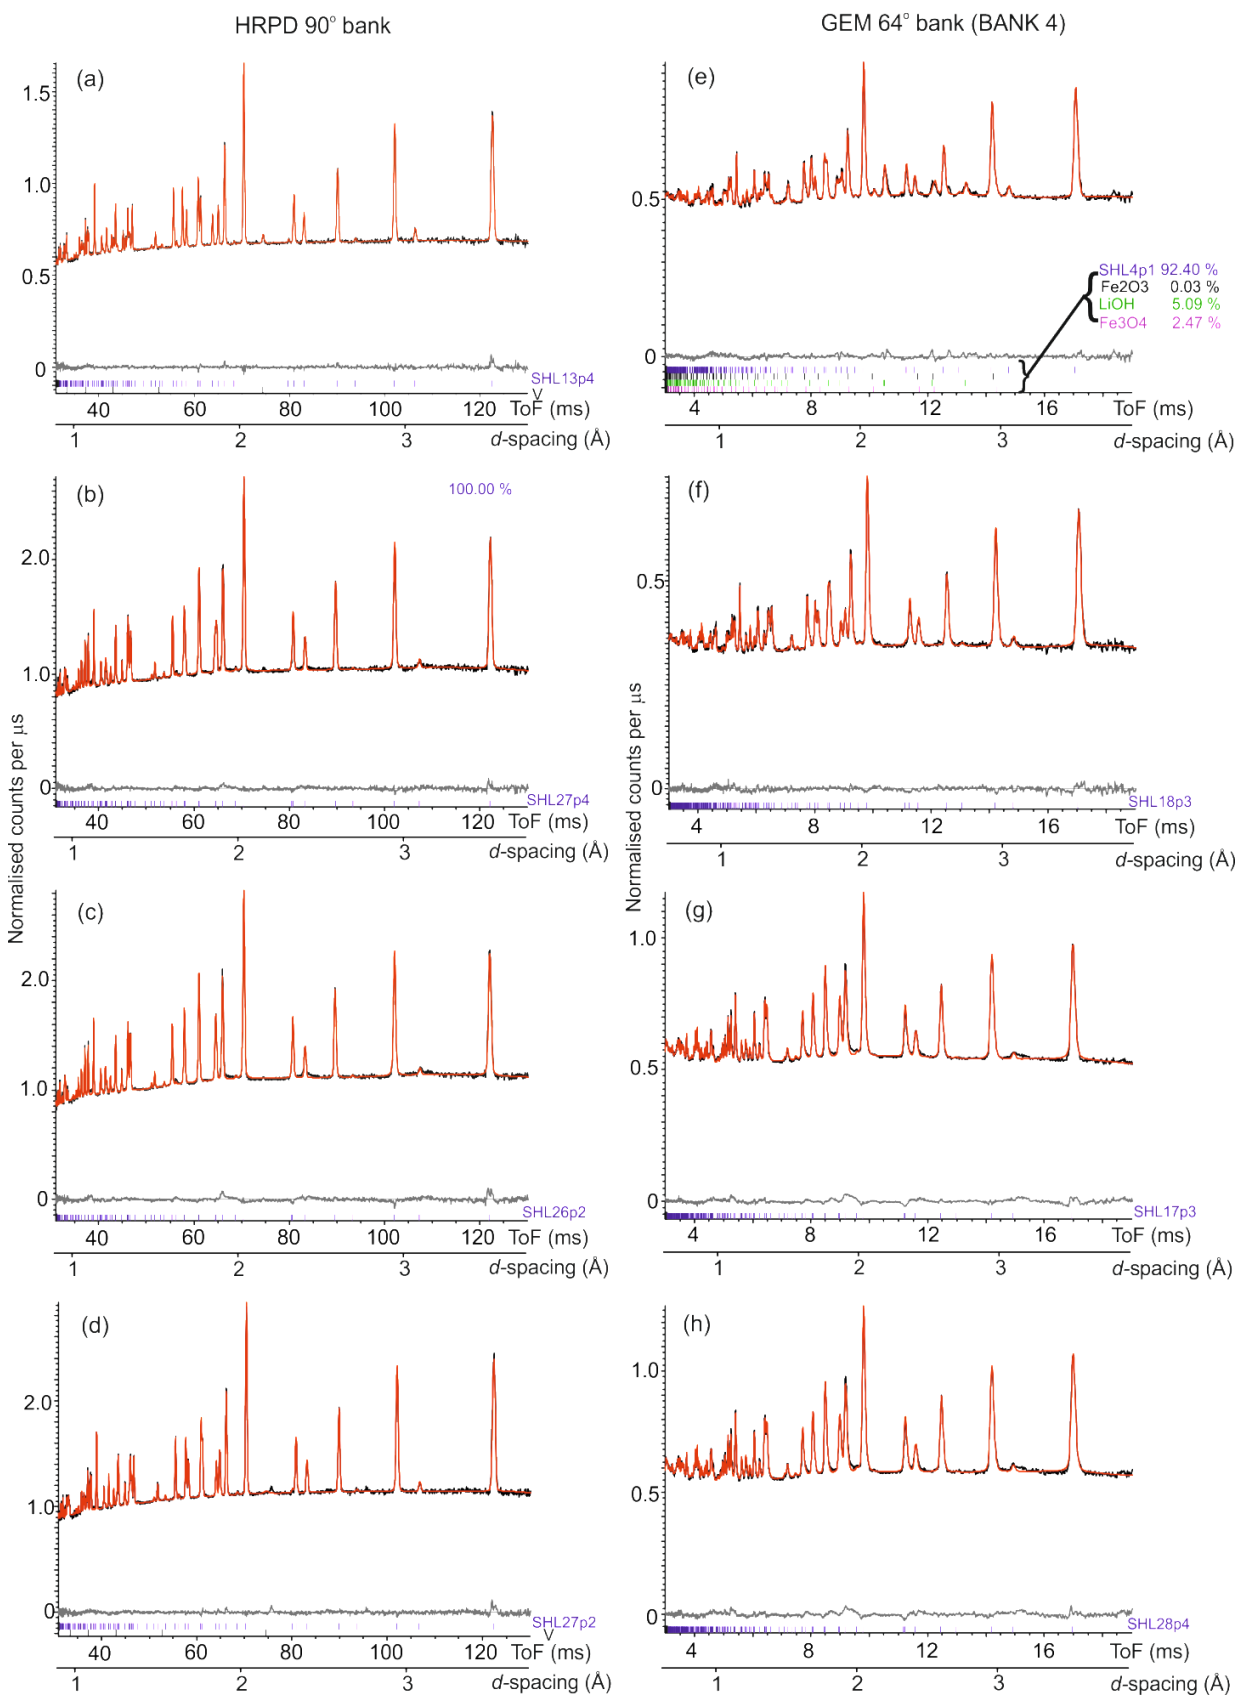 HRPD 90° bank
GEM 64° bank (BANK 4)
Normalised counts per μs
Normalised counts per μs
(a)
1.5
1.0
0.5
0
SHL13p4
V
40 60 80 100 120
ToF (ms)
1 2 3
d-spacing (Å)
(b)
100.00 %
2.0
1.0
0
SHL27p4
40 60 80 100 120
ToF (ms)
1 2 3
d-spacing (Å)
(c)
2.0
1.0
0
SHL26p2
40 60 80 100 120
ToF (ms)
1 2 3
d-spacing (Å)
(d)
2.0
1.0
0
SHL27p2
V
40 60 80 100 120
ToF (ms)
1 2 3
d-spacing (Å)
(e)
0.5
SHL4p1 92.40 %
Fe2O3 0.03 %
LiOH 5.09 %
Fe3O4 2.47 %
0
4 8 12 16
ToF (ms)
1 2 3
d-spacing (Å)
(f)
0.5
0
SHL18p3
4 8 12 16
ToF (ms)
1 2 3
d-spacing (Å)
(g)
1.0
0.5
0
SHL17p3
4 8 12 16
ToF (ms)
1 2 3
d-spacing (Å)
(h)
1.0
0.5
0
SHL28p4
4 8 12 16
ToF (ms)
1 2 3
d-spacing (Å)